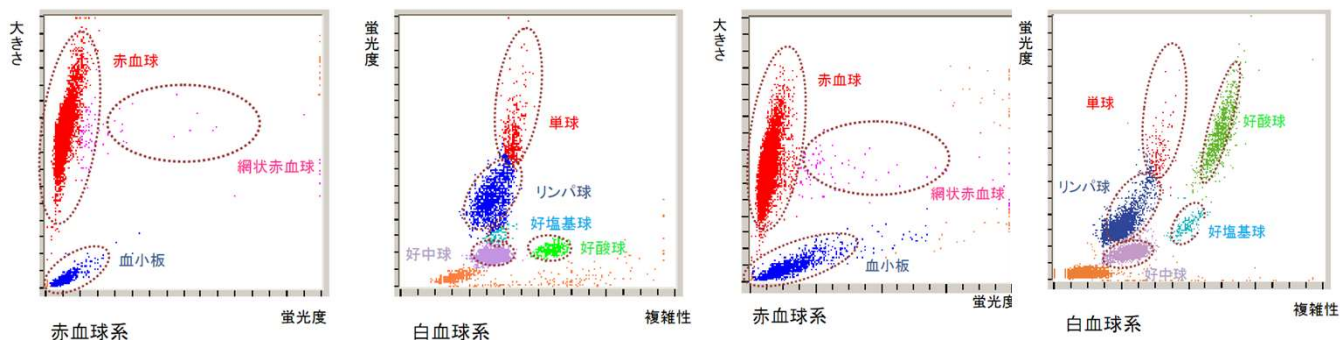 大きさ
赤血球
網状赤血球
血小板
蛍光度
赤血球系
蛍光度
単球
リンパ球
好塩基球
好中球
好酸球
複雑性
白血球系
大きさ
赤血球
網状赤血球
血小板
蛍光度
赤血球系
蛍光度
単球
好酸球
リンパ球
好塩基球
好中球
複雑性
白血球系